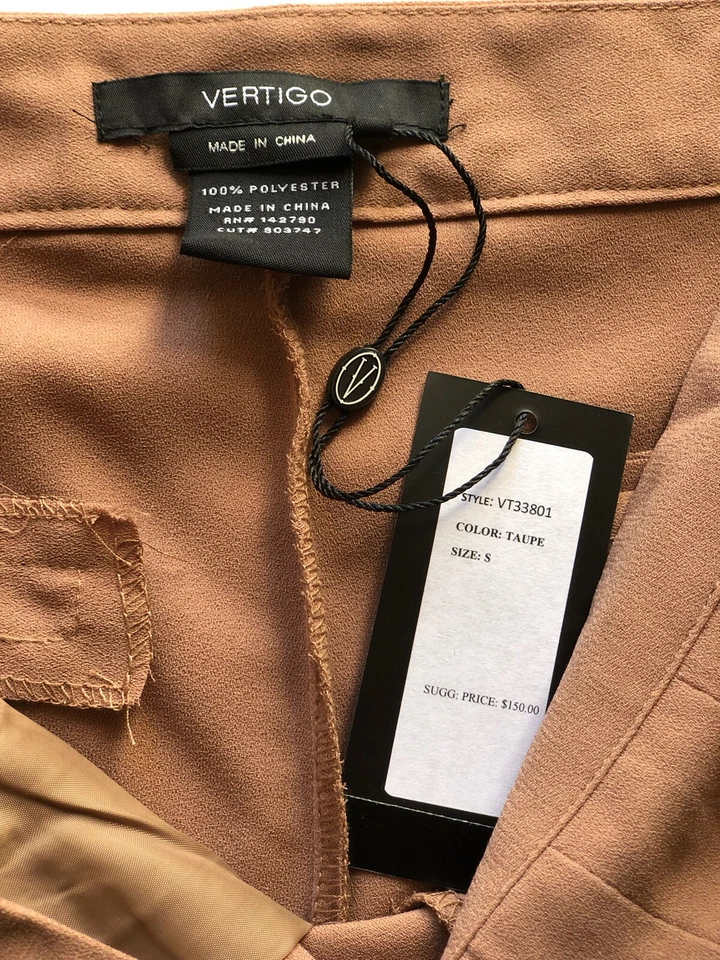 VERTIGO
MADE IN CHINA
100% POLYESTER
MADE IN CHINA
RN# 142790
CUT# 803747
V
STYLE: VT33801
COLOR: TAUPE
SIZE: S
SUGG: PRICE: $150.00